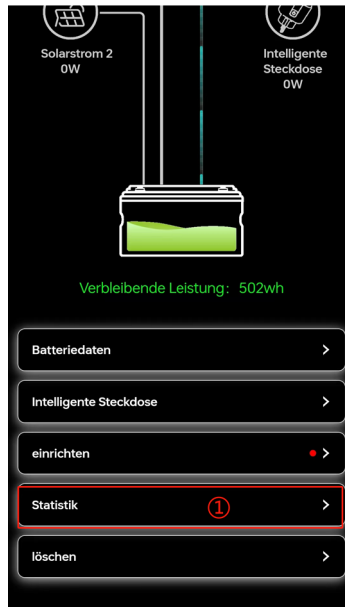 Solarstrom 2
0W
Intelligente
Steckdose
0W
Verbleibende Leistung: 502wh
Batteriedaten
Intelligente Steckdose
einrichten
Statistik ①
löschen